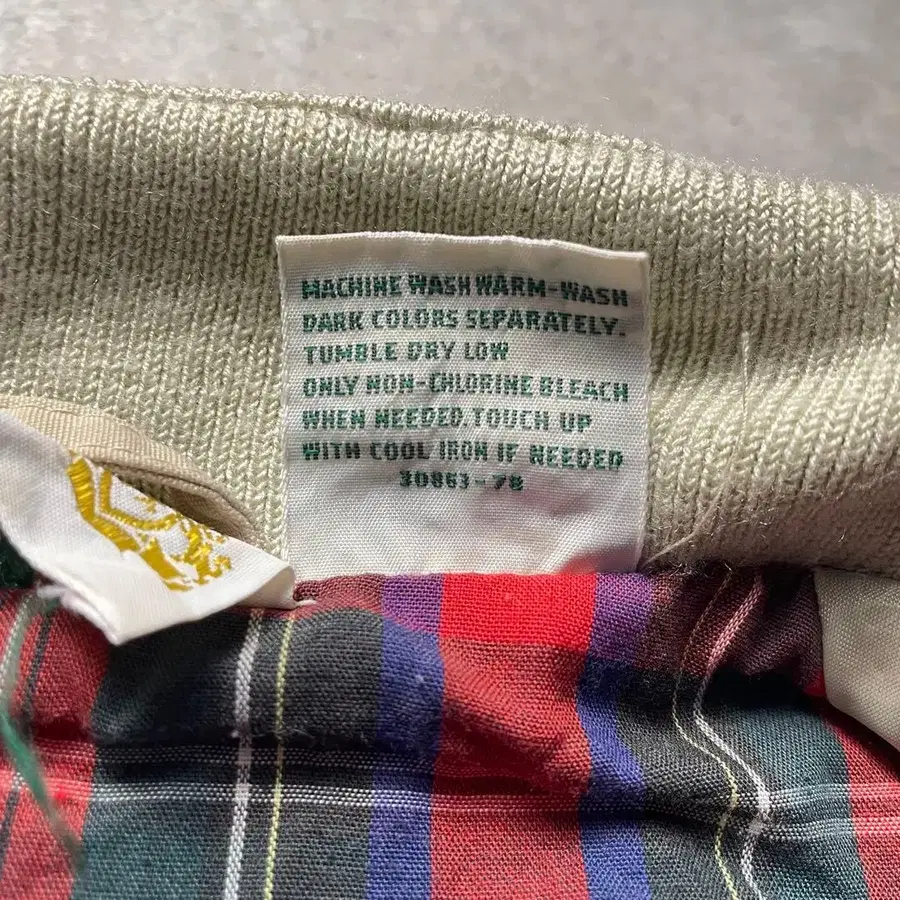 MACHINE WASH WARM-WASH
DARK COLORS SEPARATELY.
TUMBLE DRY LOW
ONLY NON-CHLORINE BLEACH
WHEN NEEDED. TOUCH UP
WITH COOL IRON IF NEEDED
30863-78